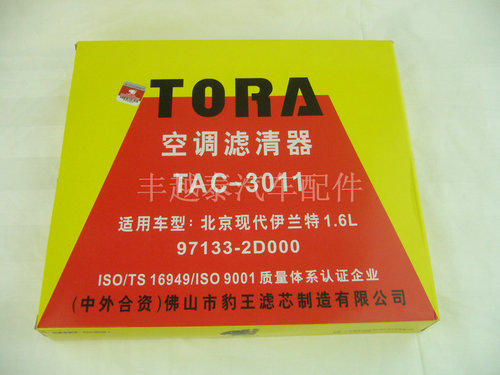 TORA
空调滤清器
TAC-3011
丰越泰汽车配件
适用车型：北京现代伊兰特1.6L
97133-2D000
ISO/TS 16949/ISO 9001 质量体系认证企业
(中外合资)佛山市豹王滤芯制造有限公司